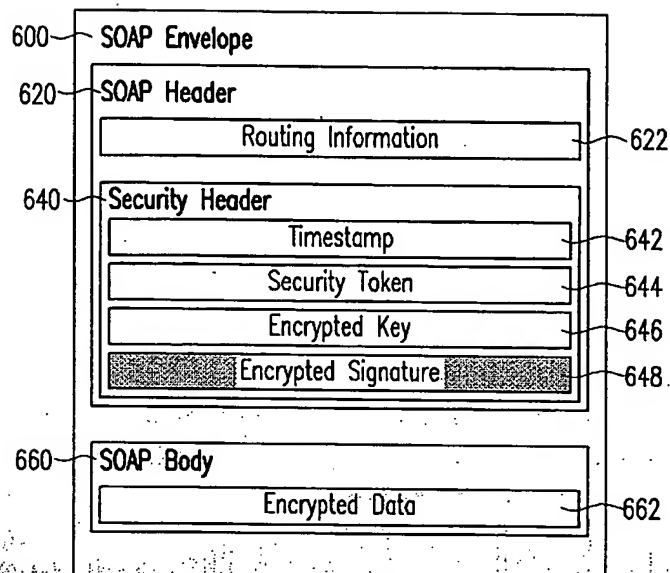 600 SOAP Envelope
620 SOAP Header
Routing Information 622
640 Security Header
Timestamp 642
Security Token 644
Encrypted Key 646
Encrypted Signature 648
660 SOAP Body
Encrypted Data 662